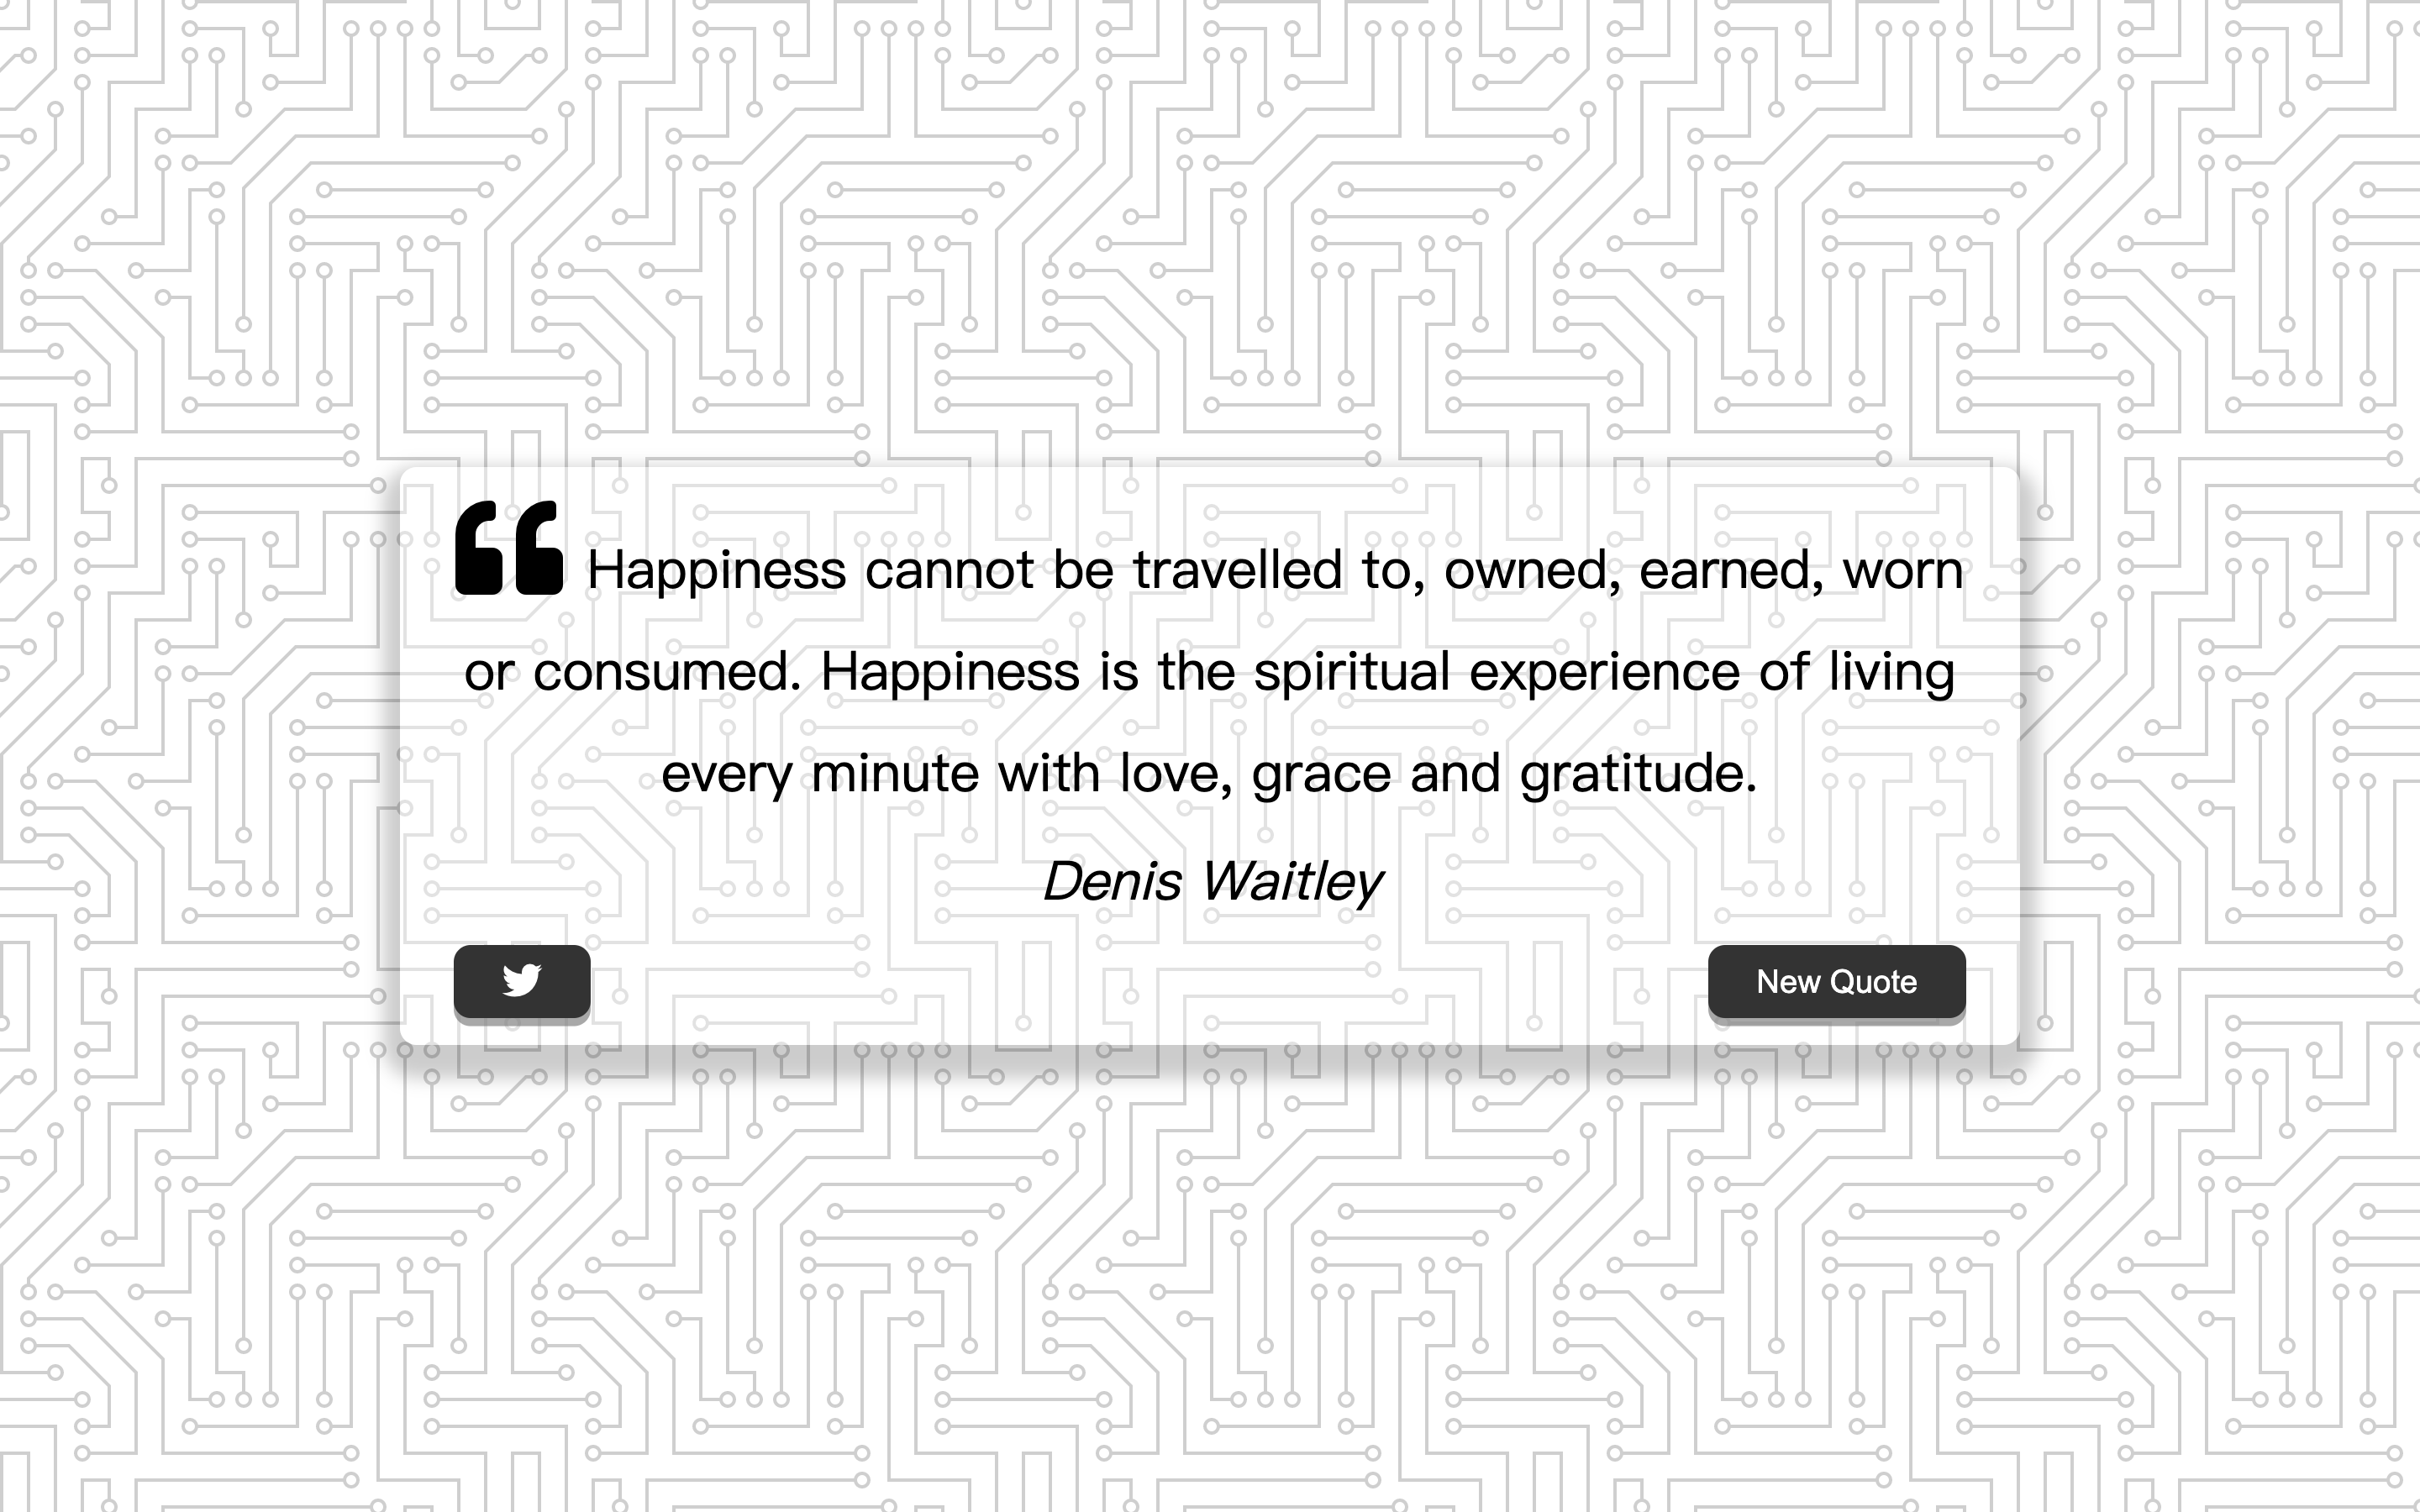 Happiness cannot be travelled to, owned, earned, worn
or consumed. Happiness is the spiritual experience of living
every minute with love, grace and gratitude.
Denis Waitley
New Quote